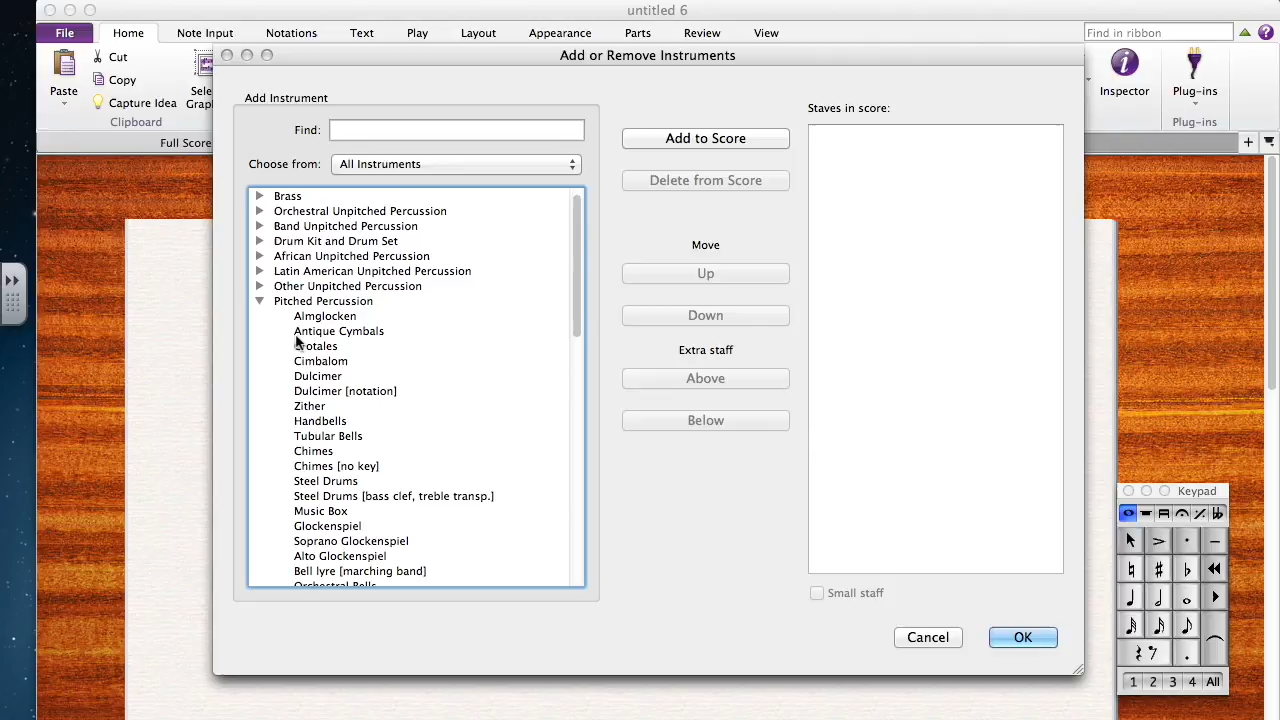 untitled 6
File Home Note Input Notations Text Play Layout Appearance Parts Review View Find in ribbon
Paste Cut
Copy
Capture Idea
Clipboard
Sele
Grap
Inspector
Plug-ins
Plug-ins
Full Score
Add or Remove Instruments
Add Instrument
Find:
Choose from: All Instruments
Brass
Orchestral Unpitched Percussion
Band Unpitched Percussion
Drum Kit and Drum Set
African Unpitched Percussion
Latin American Unpitched Percussion
Other Unpitched Percussion
Pitched Percussion
Almglocken
Antique Cymbals
otales
Cimbalom
Dulcimer
Dulcimer [notation]
Zither
Handbells
Tubular Bells
Chimes
Chimes [no key]
Steel Drums
Steel Drums [bass clef, treble transp.]
Music Box
Glockenspiel
Soprano Glockenspiel
Alto Glockenspiel
Bell lyre [marching band]
Orchestral Bells
Add to Score
Delete from Score
Move
Up
Down
Extra staff
Above
Below
Staves in score:
Small staff
Cancel OK
Keypad
1 2 3 4 All